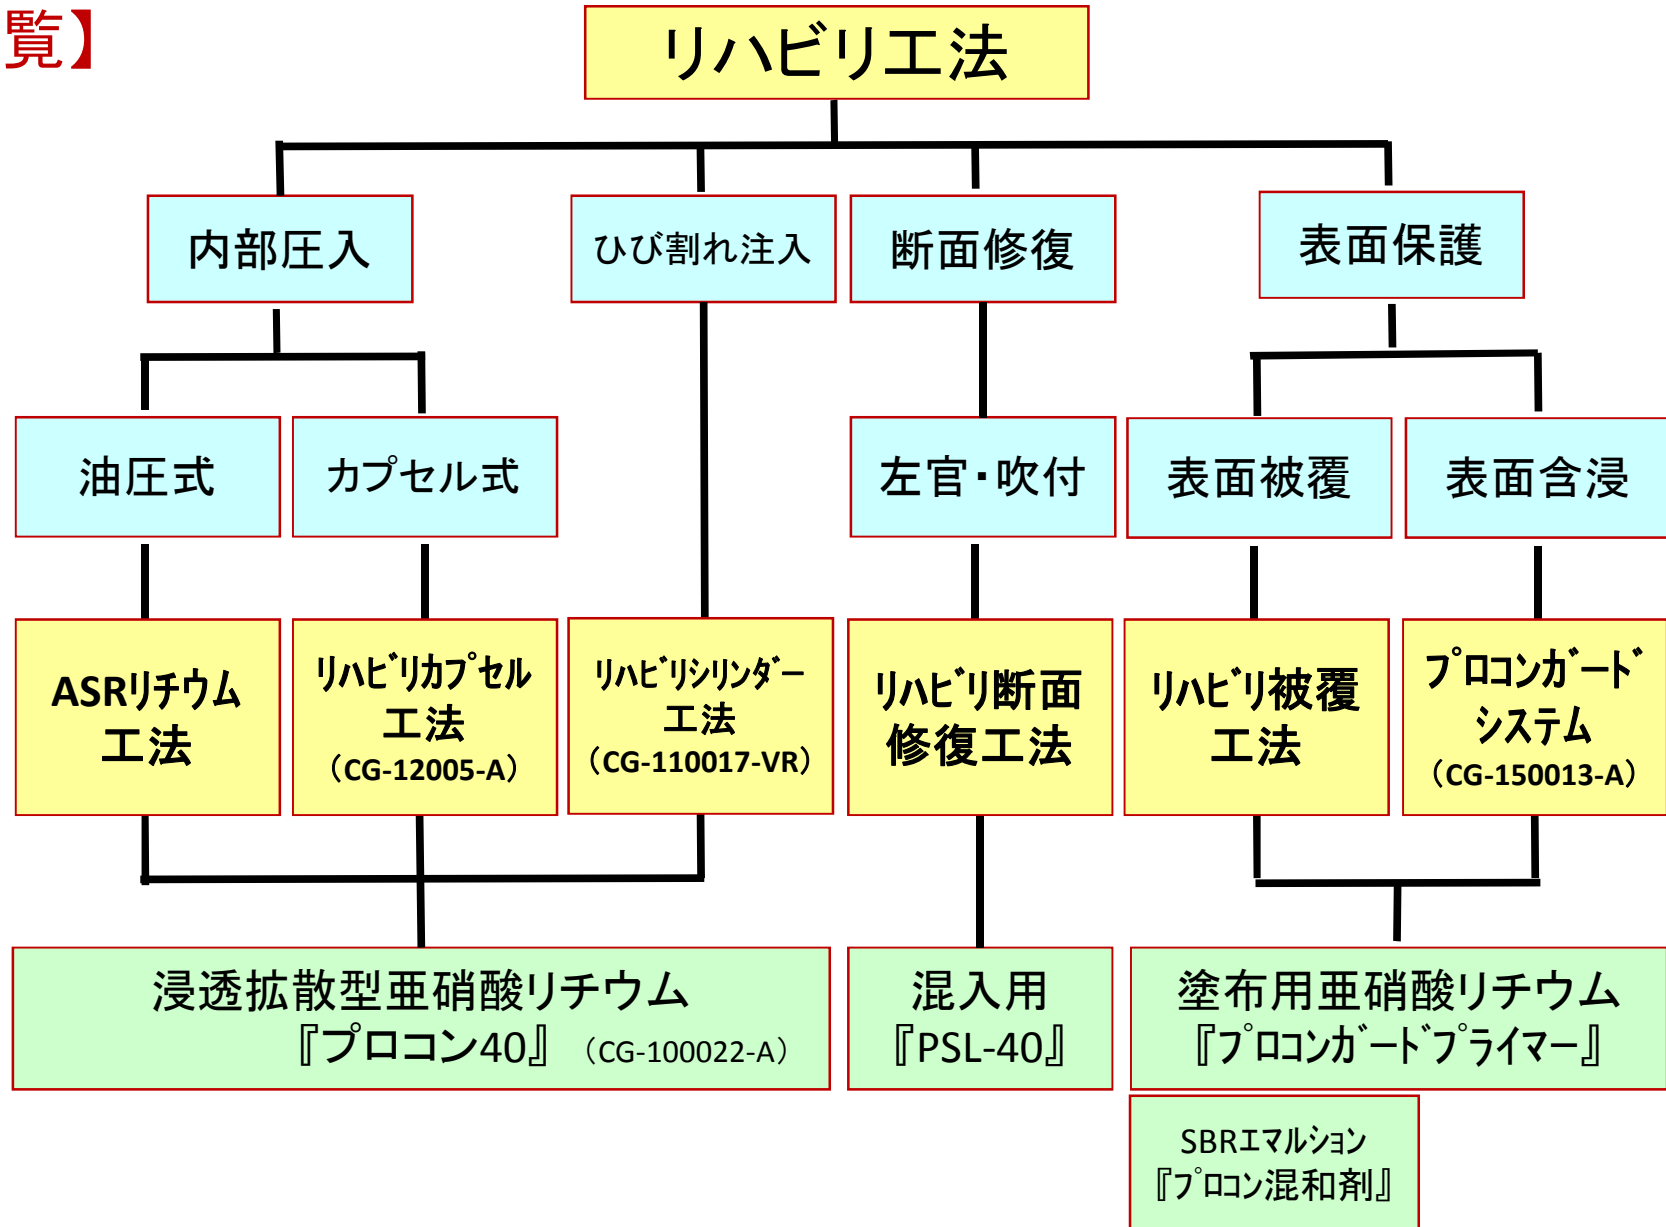 覧】
リハビリ工法
内部圧入
ひび割れ注入
断面修復
表面保護
油圧式
カプセル式
左官・吹付
表面被覆
表面含浸
ASRﾘﾁｳﾑ
工法
ﾘﾊﾋﾞﾘｶﾌﾟｾﾙ
工法
（CG-12005-A）
ﾘﾊﾋﾞﾘｼﾘﾝﾀﾞｰ
工法
（CG-110017-VR）
ﾘﾊﾋﾞﾘ断面
修復工法
ﾘﾊﾋﾞﾘ被覆
工法
ﾌﾟﾛｺﾝｶﾞｰﾄﾞ
ｼｽﾃﾑ
（CG-150013-A）
浸透拡散型亜硝酸リチウム
『プロコン40』（CG-100022-A）
混入用
『PSL-40』
塗布用亜硝酸リチウム
『ﾌﾟﾛｺﾝｶﾞｰﾄﾞﾌﾟﾗｲﾏｰ』
SBRｴﾏﾙｼｮﾝ
『ﾌﾟﾛｺﾝ混和剤』